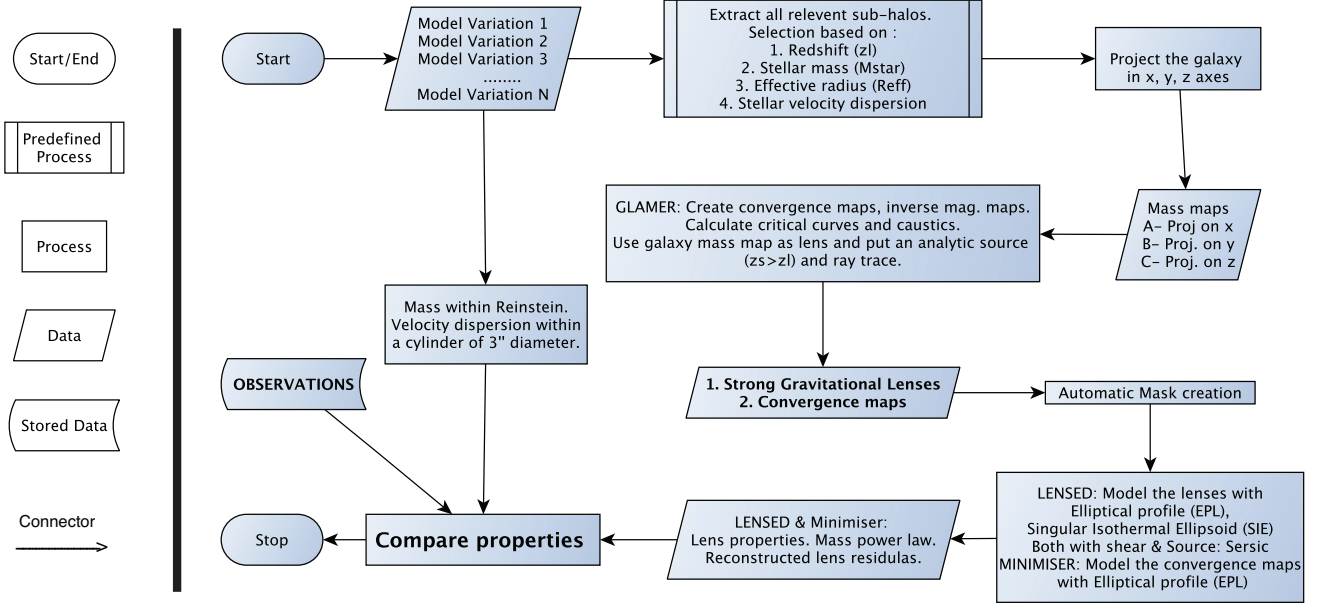 Start/End
Predefined
Process
Process
Data
Stored Data
Connector
Start
Model Variation 1
Model Variation 2
Model Variation 3
........
Model Variation N
Extract all relevent sub-halos.
Selection based on :
1. Redshift (zl)
2. Stellar mass (Mstar)
3. Effective radius (Reff)
4. Stellar velocity dispersion
Project the galaxy
in x, y, z axes
Mass maps
A- Proj on x
B- Proj. on y
C- Proj. on z
GLAMER: Create convergence maps, inverse mag. maps.
Calculate critical curves and caustics.
Use galaxy mass map as lens and put an analytic source
(zs>zl) and ray trace.
Mass within Reinstein.
Velocity dispersion within
a cylinder of 3" diameter.
OBSERVATIONS
1. Strong Gravitational Lenses
2. Convergence maps
Automatic Mask creation
LENSED: Model the lenses with
Elliptical profile (EPL),
Singular Isothermal Ellipsoid (SIE)
Both with shear & Source: Sersic
MINIMISER: Model the convergence maps
with Elliptical profile (EPL)
LENSED & Minimiser:
Lens properties. Mass power law.
Reconstructed lens residulas.
Compare properties
Stop